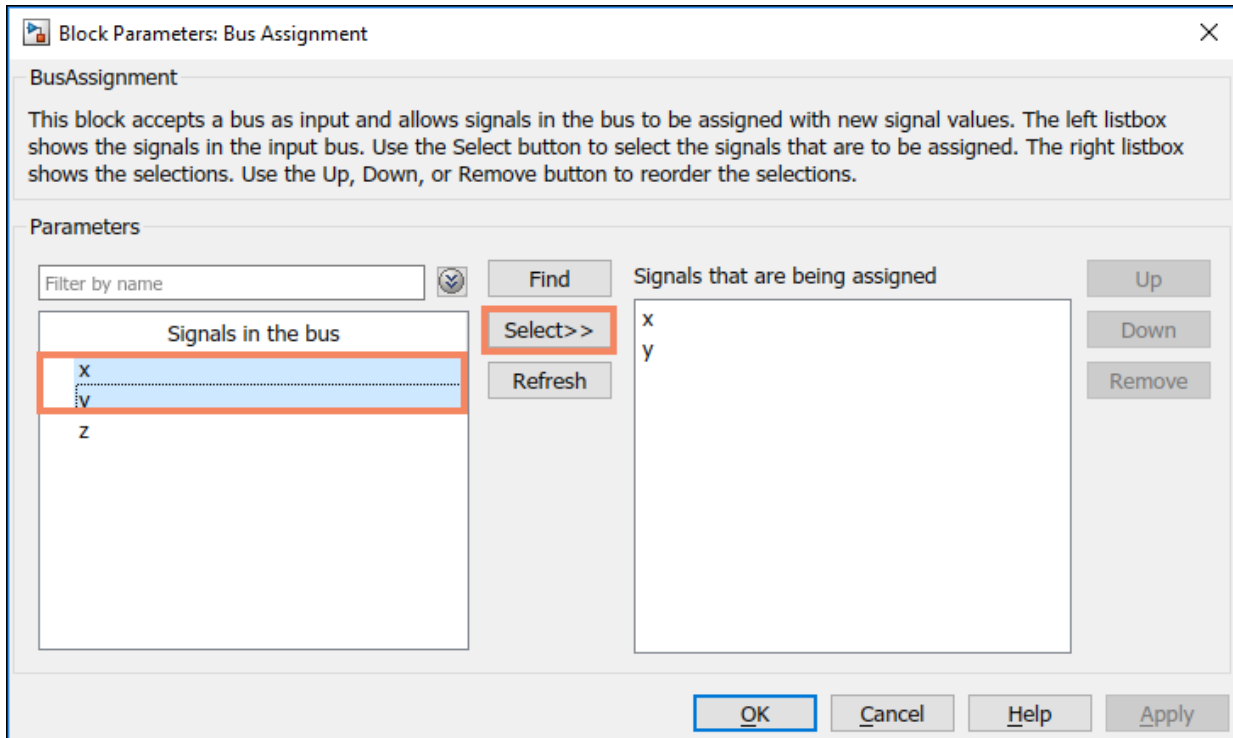 Block Parameters: Bus Assignment
BusAssignment
This block accepts a bus as input and allows signals in the bus to be assigned with new signal values. The left listbox
shows the signals in the input bus. Use the Select button to select the signals that are to be assigned. The right listbox
shows the selections. Use the Up, Down, or Remove button to reorder the selections.
Parameters
Filter by name
Find
Signals that are being assigned
Up
Signals in the bus
Select>>
Down
Refresh
Remove
x
y
z
x
y
OK
Cancel
Help
Apply